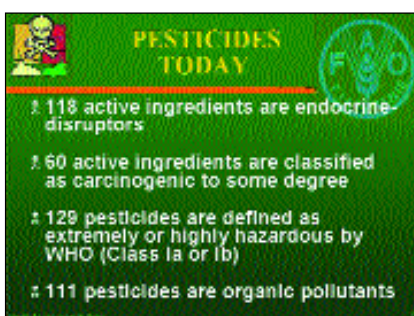 PESTICIDES
TODAY
F A O
118 active ingredients are endocrine-
disruptors
60 active ingredients are classified
as carcinogenic to some degree
129 pesticides are defined as
extremely or highly hazardous by
WHO (Class Ia or Ib)
111 pesticides are organic pollutants